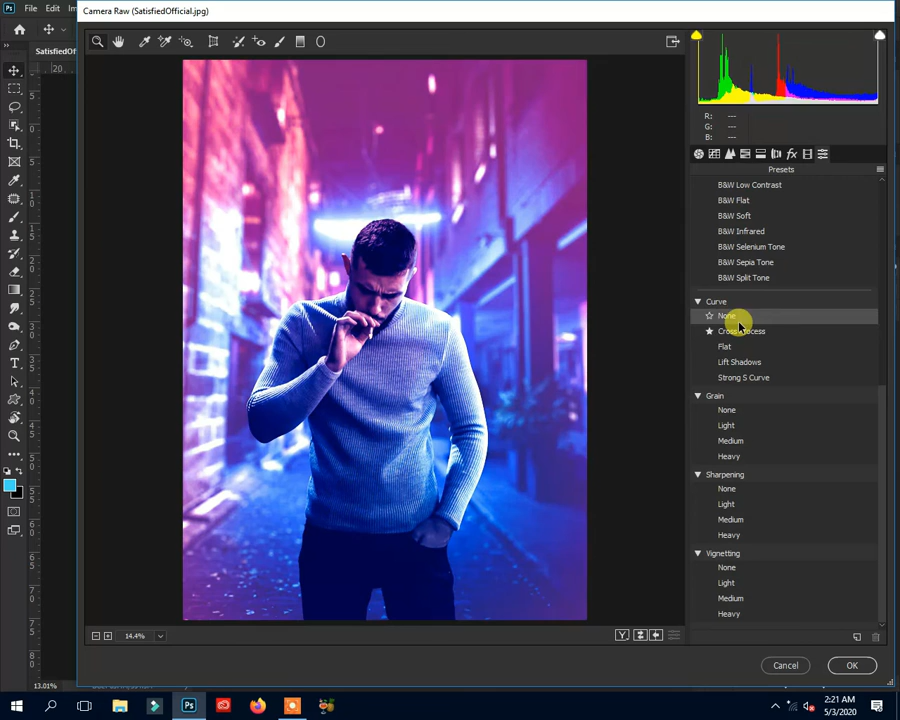 Ps File Edit Im
Camera Raw (SatisfiedOfficial.jpg)
SatisfiedOf
20
R: ---
G: ---
B: ---
Presets
B&W Low Contrast
B&W Flat
B&W Soft
B&W Infrared
B&W Selenium Tone
B&W Sepia Tone
B&W Split Tone
Curve
None
Cross Process
Flat
Lift Shadows
Strong S Curve
Grain
None
Light
Medium
Heavy
Sharpening
None
Light
Medium
Heavy
Vignetting
None
Light
Medium
Heavy
14.4%
Y
Cancel
OK
13.01%
Ps
2:21 AM
5/3/2020